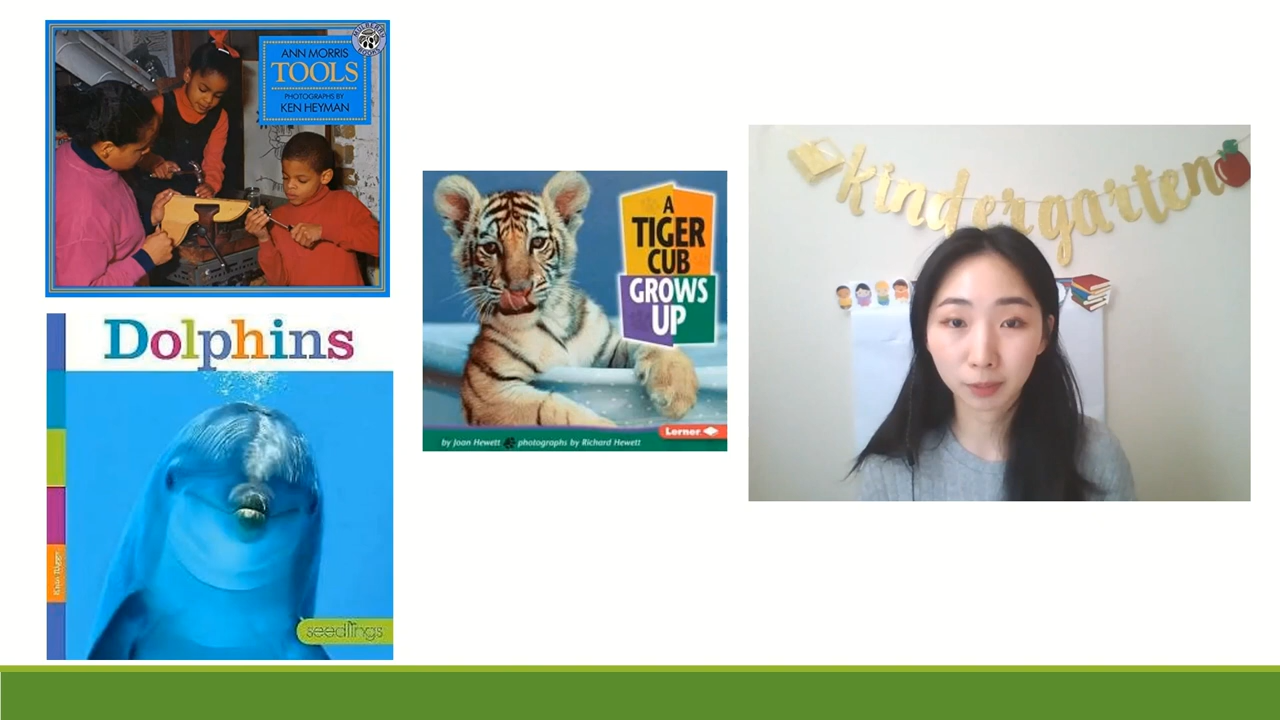 ANN MORRIS
TOOLS
PHOTOGRAPHS BY
KEN HEYMAN
Dolphins
seedlings
A
TIGER
CUB
GROWS
UP
Lerner
by Joan Hewett photographs by Richard Hewett
kindergarten